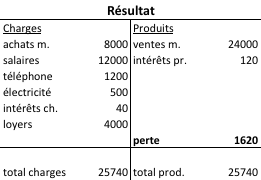 Résultat
Charges Produits
achats m. 8000 ventes m. 24000
salaires 12000 intérêts pr. 120
téléphone 1200
électricité 500
intérêts ch. 40
loyers 4000
perte 1620
total charges 25740 total prod. 25740